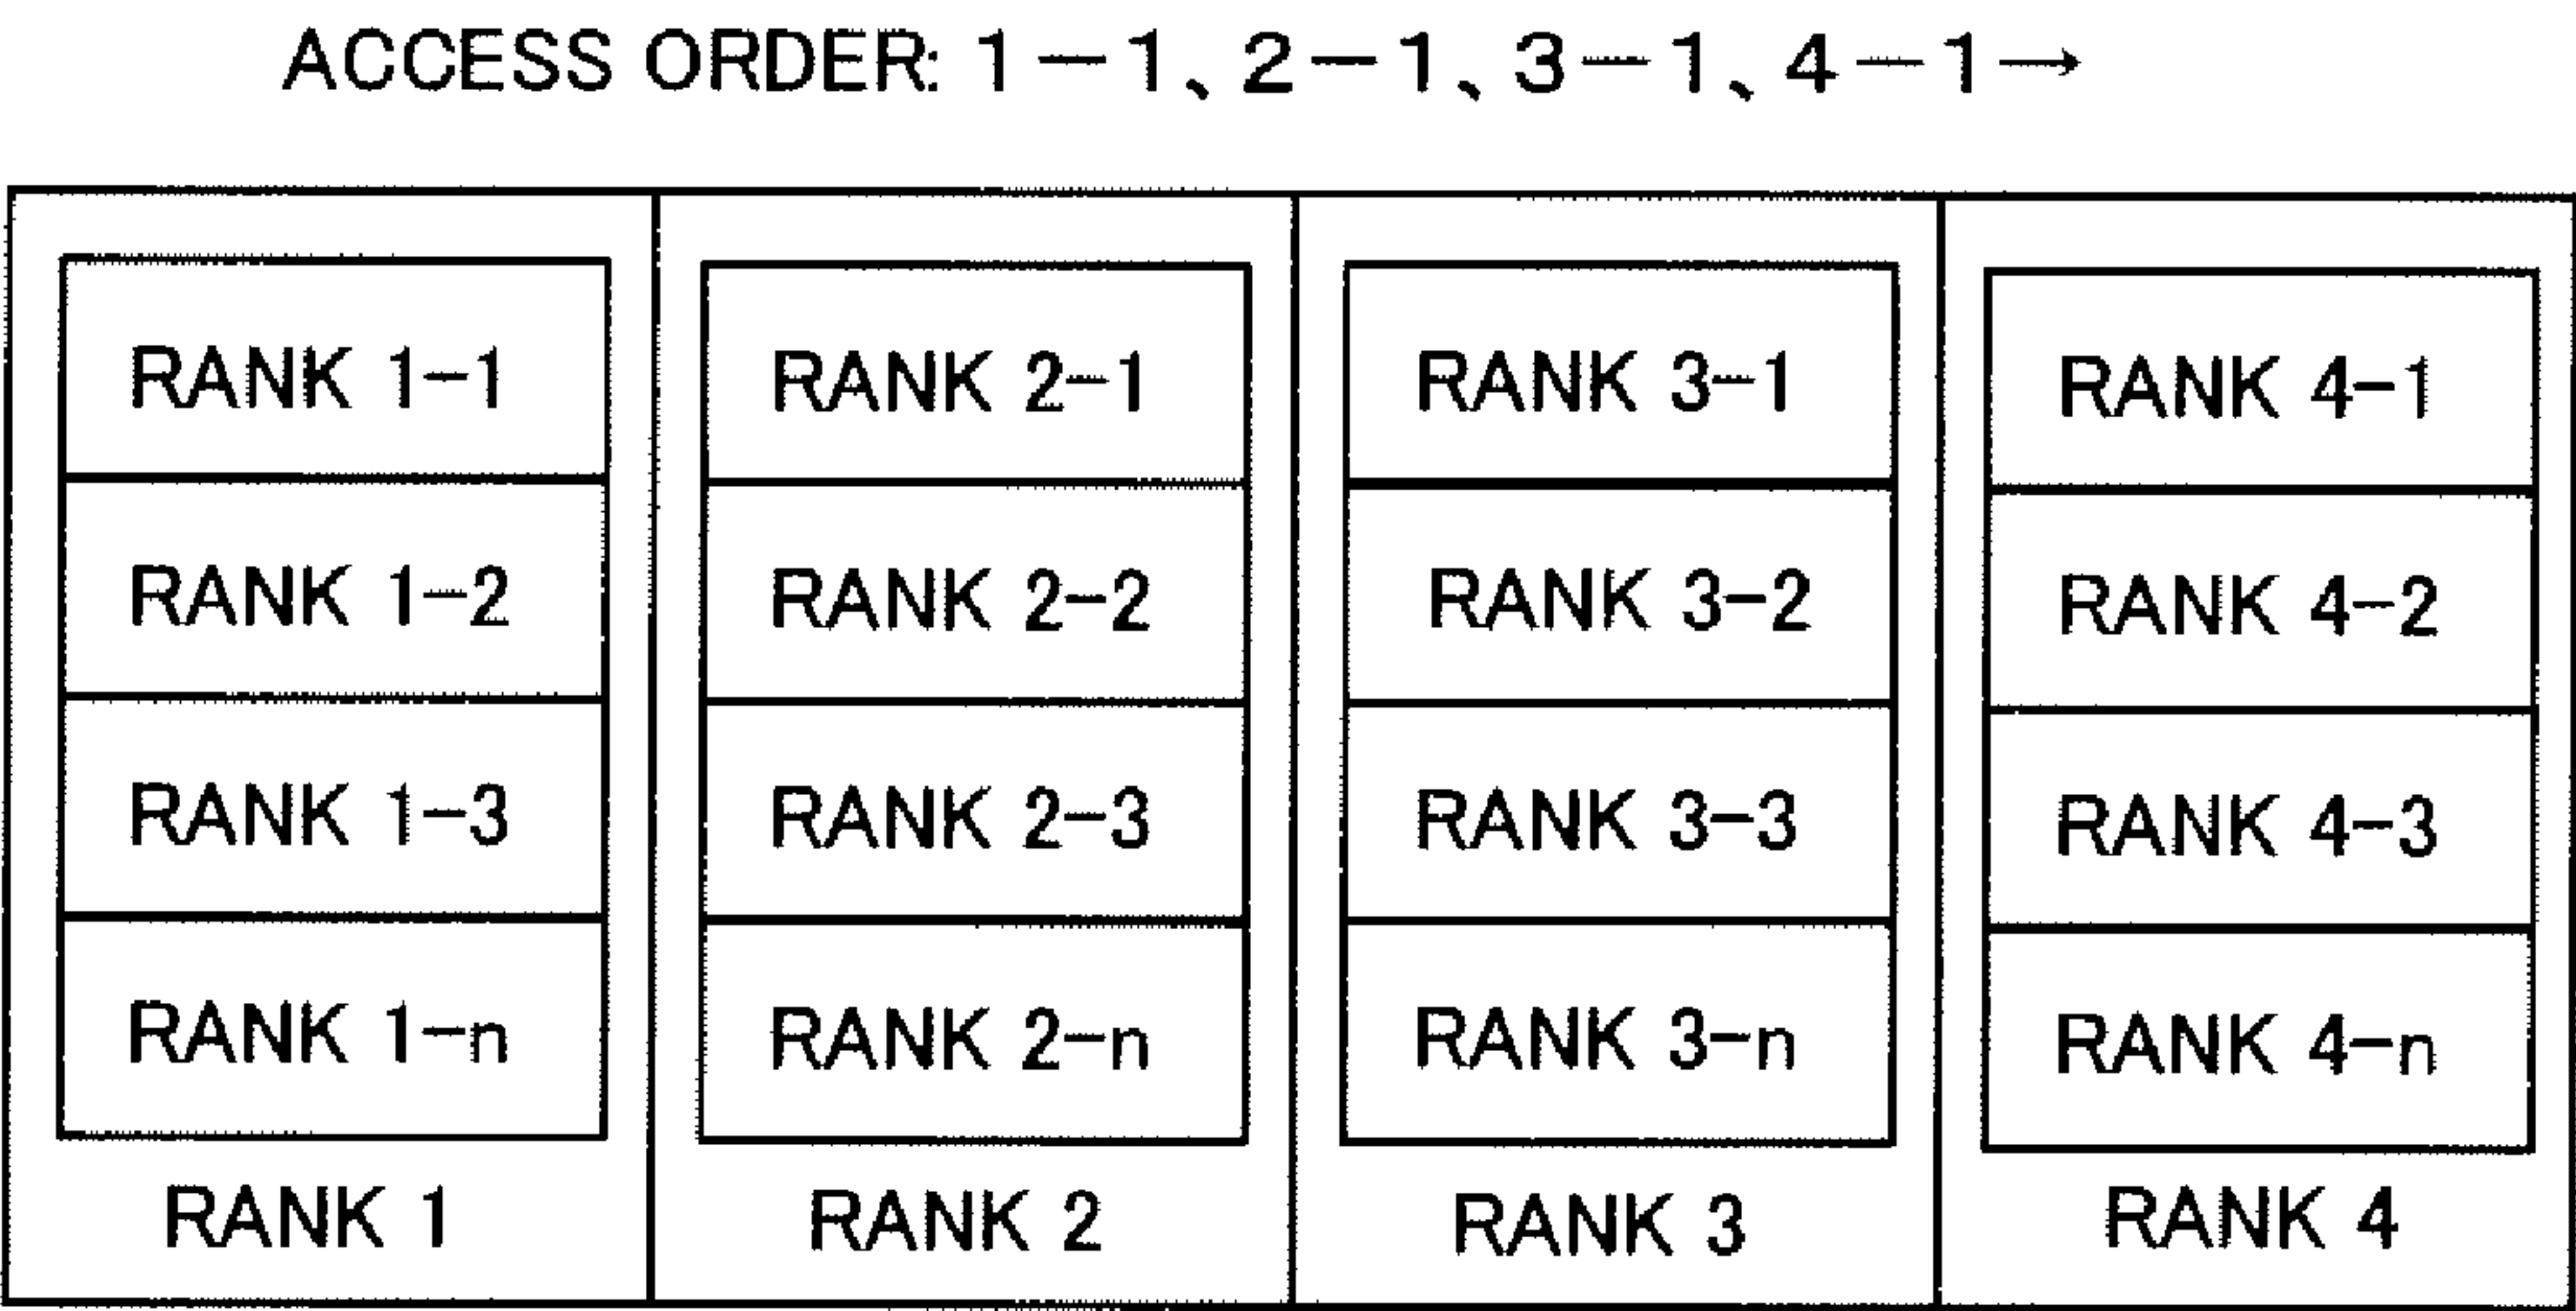 ACCESS ORDER: 1-1、2-1、3-1、4-1→
RANK 1-1 RANK 2-1 RANK 3-1 RANK 4-1
RANK 1-2 RANK 2-2 RANK 3-2 RANK 4-2
RANK 1-3 RANK 2-3 RANK 3-3 RANK 4-3
RANK 1-n RANK 2-n RANK 3-n RANK 4-n
RANK 1 RANK 2 RANK 3 RANK 4